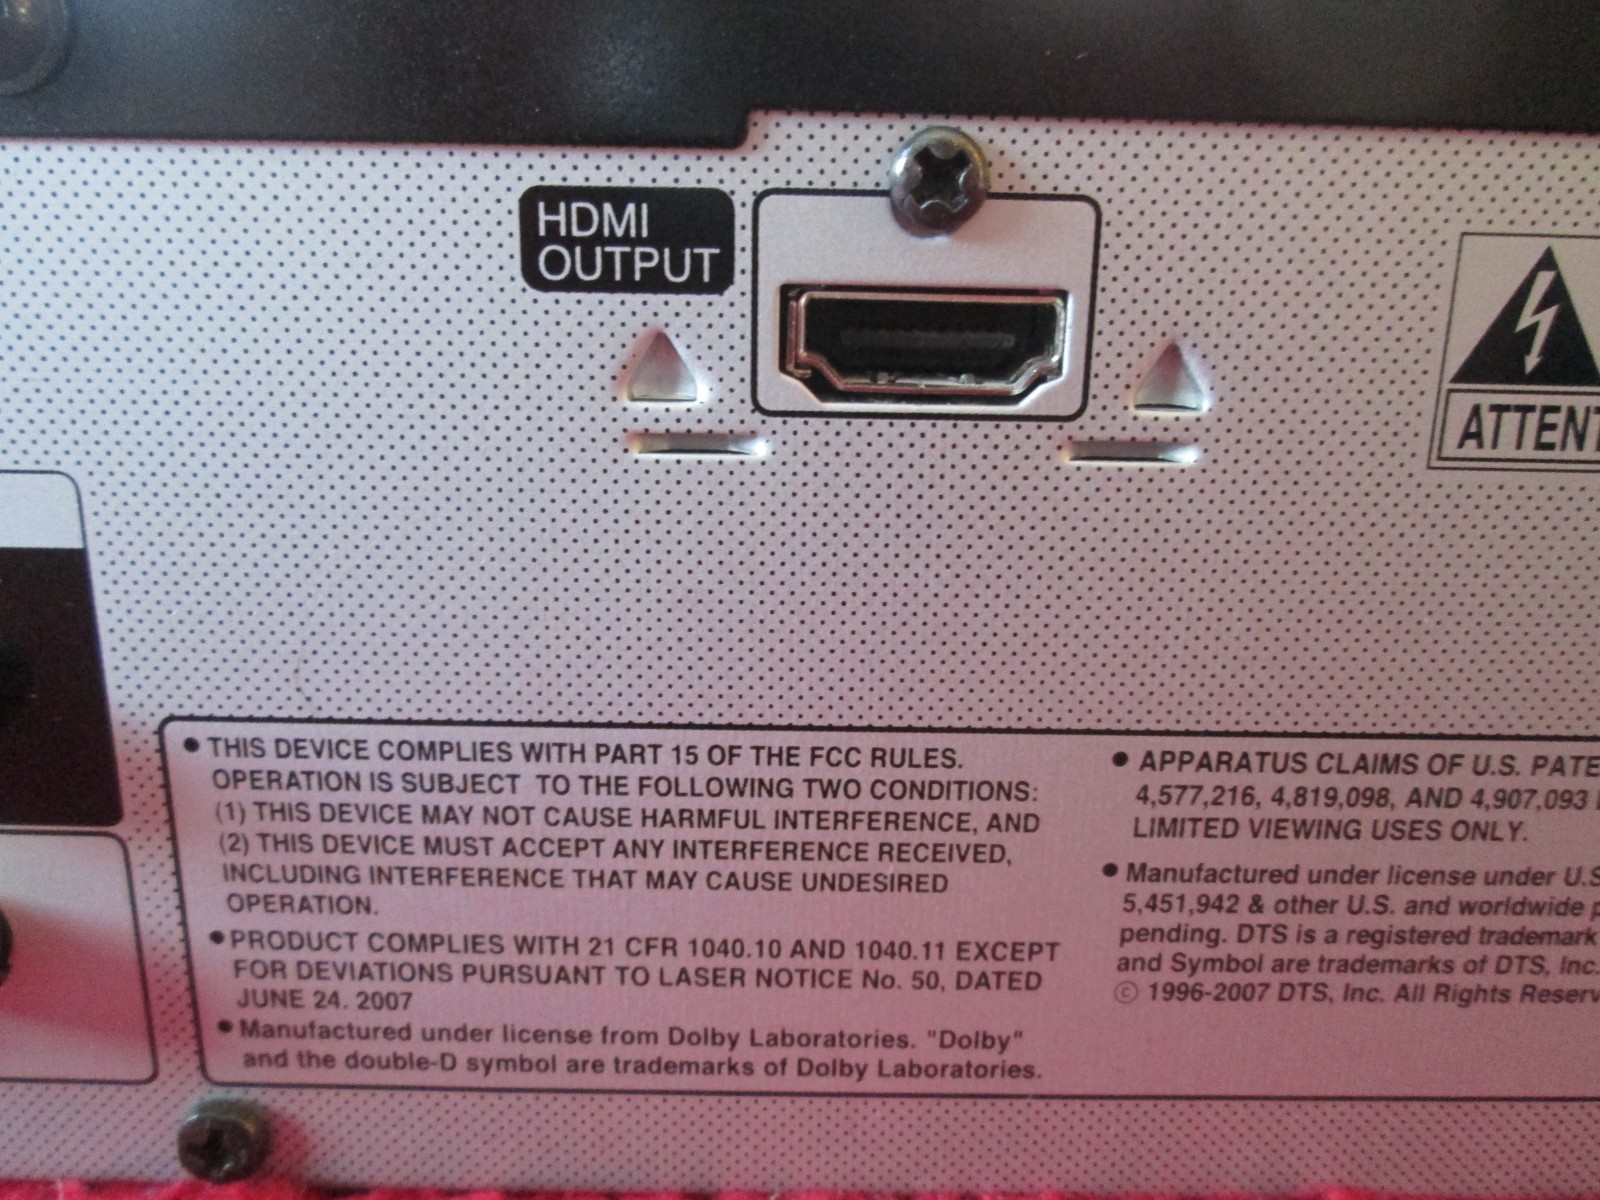 HDMI
OUTPUT
ATTENT
• THIS DEVICE COMPLIES WITH PART 15 OF THE FCC RULES.
OPERATION IS SUBJECT TO THE FOLLOWING TWO CONDITIONS:
(1) THIS DEVICE MAY NOT CAUSE HARMFUL INTERFERENCE, AND
(2) THIS DEVICE MUST ACCEPT ANY INTERFERENCE RECEIVED,
INCLUDING INTERFERENCE THAT MAY CAUSE UNDESIRED
OPERATION.
• PRODUCT COMPLIES WITH 21 CFR 1040.10 AND 1040.11 EXCEPT
FOR DEVIATIONS PURSUANT TO LASER NOTICE No. 50, DATED
JUNE 24. 2007
• Manufactured under license from Dolby Laboratories. "Dolby"
and the double-D symbol are trademarks of Dolby Laboratories.
• APPARATUS CLAIMS OF U.S. PATE
4,577,216, 4,819,098, AND 4,907,093
LIMITED VIEWING USES ONLY.
• Manufactured under license under U.S
5,451,942 & other U.S. and worldwide p
pending. DTS is a registered trademark
and Symbol are trademarks of DTS, Inc.
© 1996-2007 DTS, Inc. All Rights Reserv